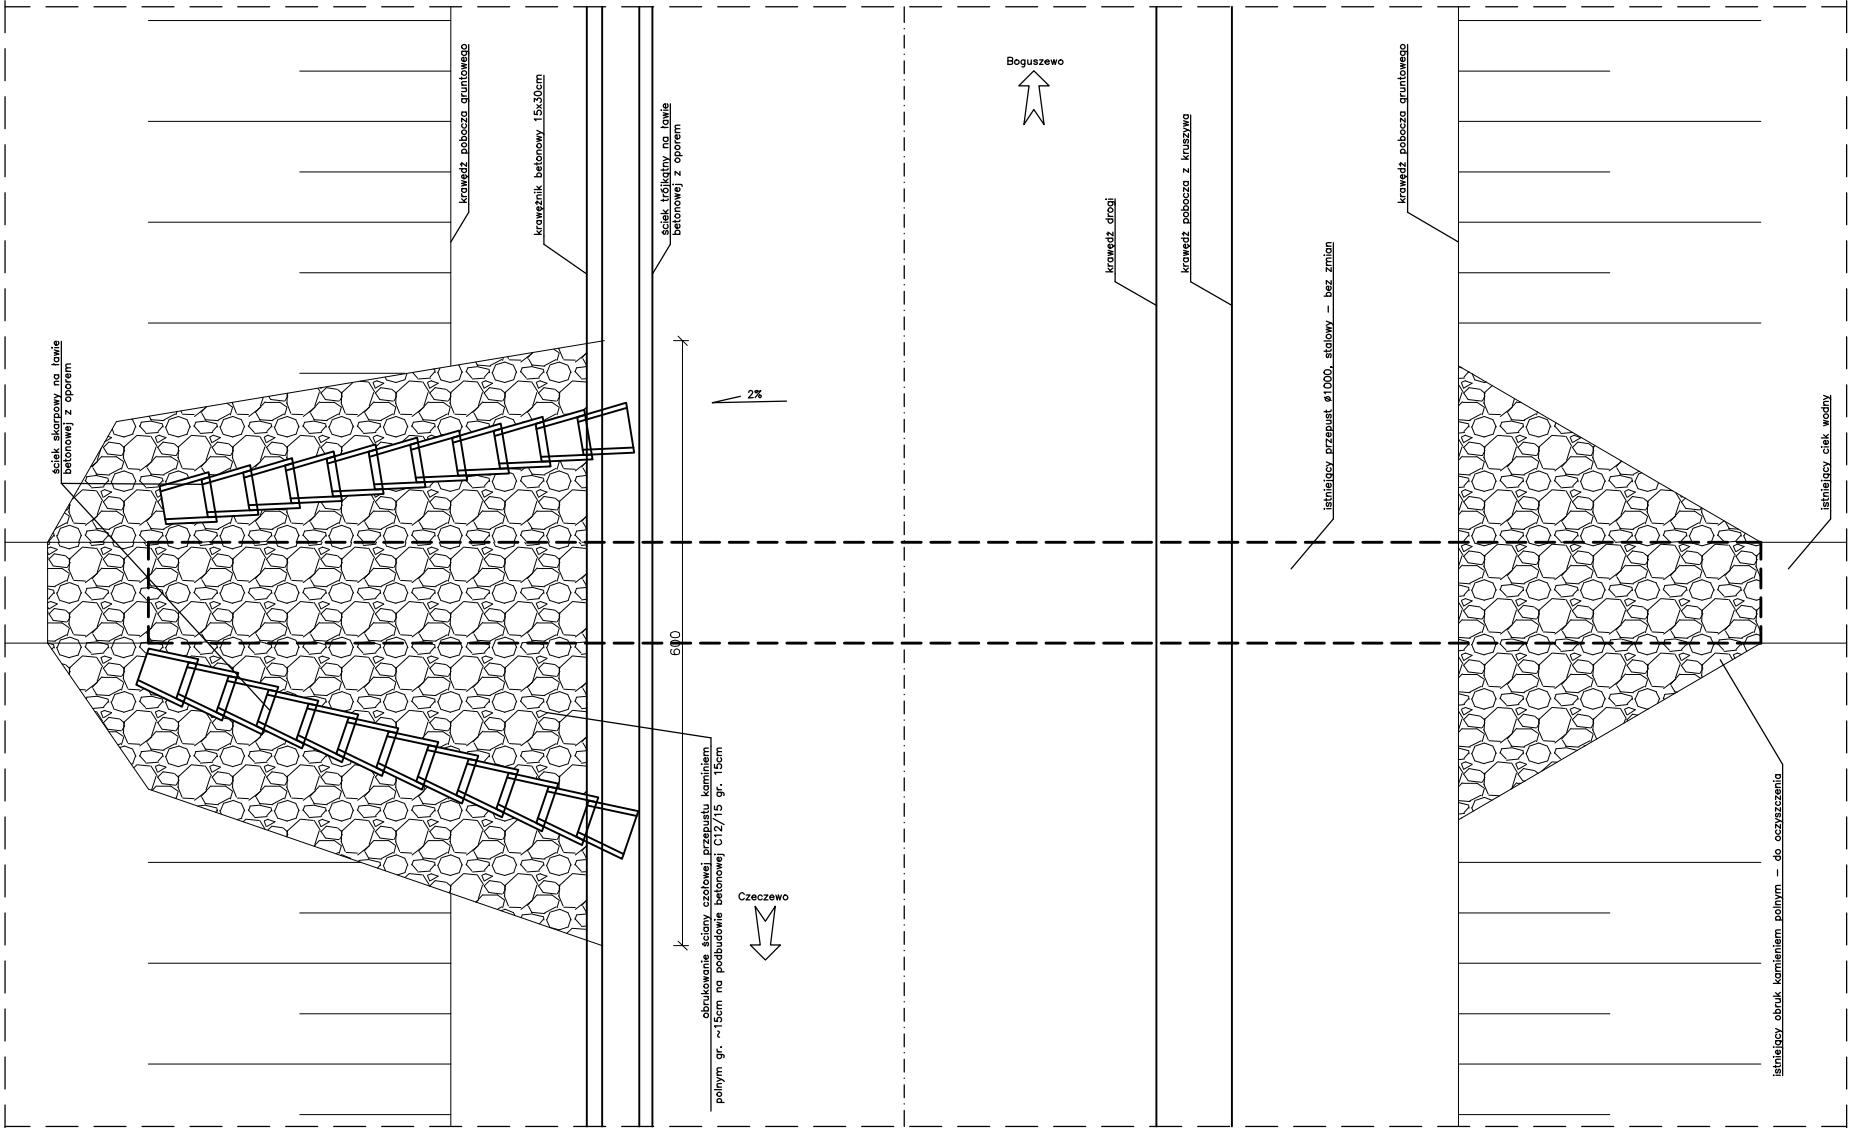 Boguszewo
krawędź pobocza gruntowego
krawężnik betonowy 15x30cm
ściek trójkątny na ławie
betonowej z oporem
krawędź drogi
krawędź pobocza z kruszywa
istniejący przepust ø1000, stalowy – bez zmian
krawędź pobocza gruntowego
ściek skarpowy na ławie
betonowej z oporem
2%
istniejący ciek wodny
600
obrukowanie ściany czołowej przepustu kaminiem
polnym gr. ~15cm na podbudowie betonowej C12/15 gr. 15cm
Czeczewo
istniejący obruk kamieniem polnym – do oczyszczenia